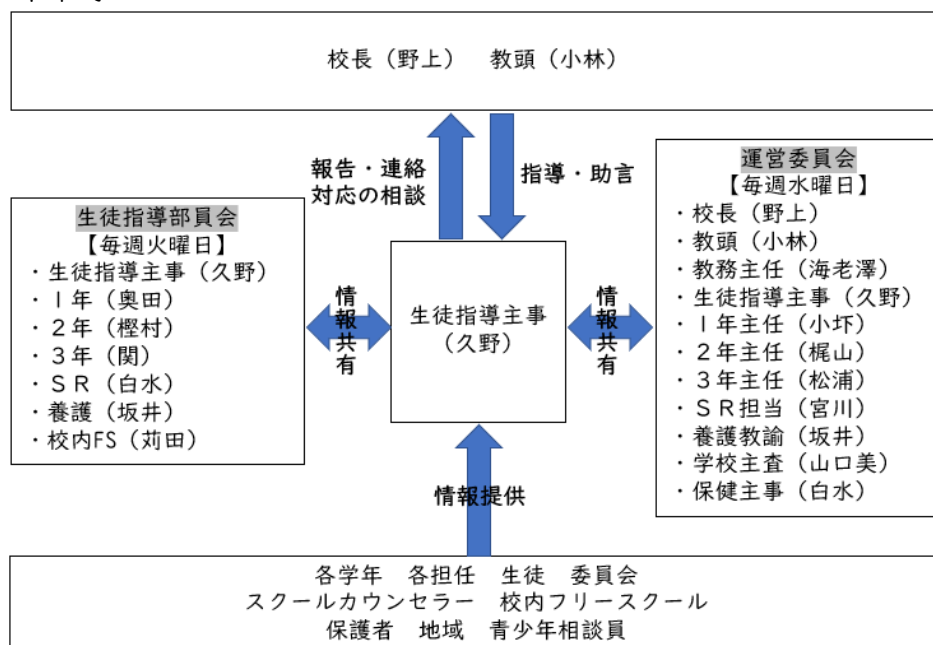 校長（野上）　教頭（小林）
報告・連絡
対応の相談
指導・助言
生徒指導部員会
【毎週火曜日】
・生徒指導主事（久野）
・１年（奥田）
・２年（樫村）
・３年（関）
・ＳＲ（白水）
・養護（坂井）
・校内FS（苅田）
情報共有
生徒指導主事
（久野）
情報共有
運営委員会
【毎週水曜日】
・校長（野上）
・教頭（小林）
・教務主任（海老澤）
・生徒指導主事（久野）
・１年主任（小圷）
・２年主任（梶山）
・３年主任（松浦）
・ＳＲ担当（宮川）
・養護教諭（坂井）
・学校主査（山口美）
・保健主事（白水）
情報提供
各学年　各担任　生徒　委員会
スクールカウンセラー　校内フリースクール
保護者　地域　青少年相談員